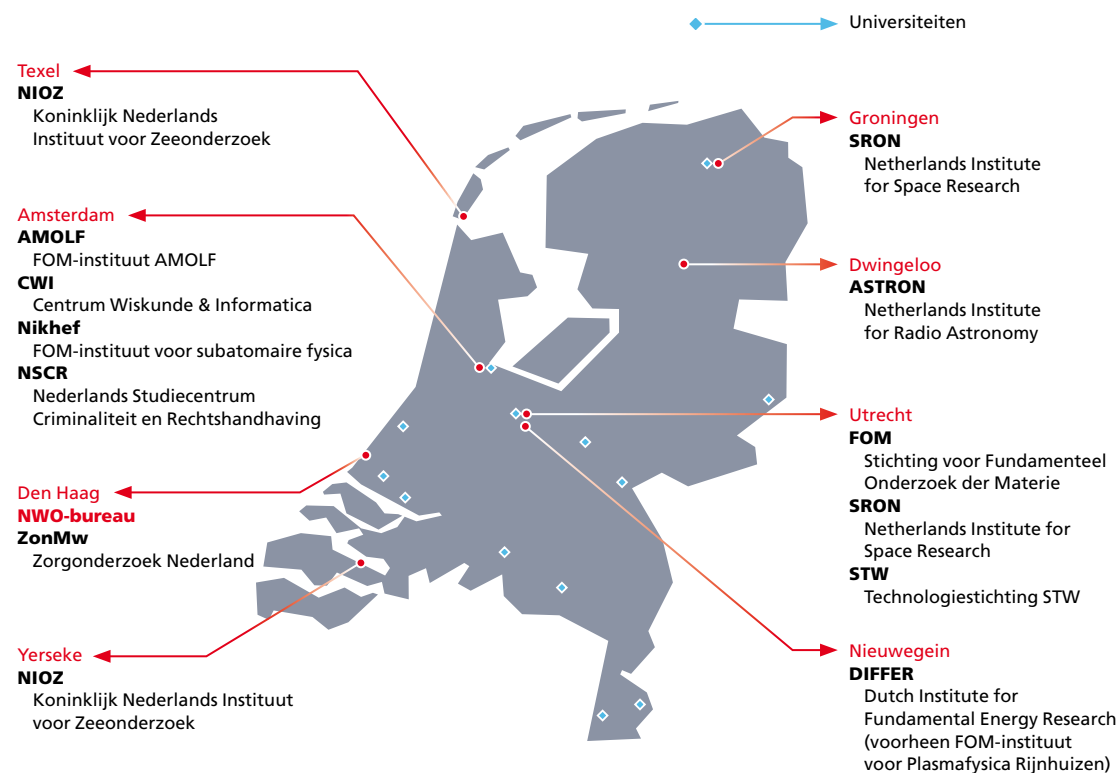 Universiteiten
Texel
NIOZ
Koninklijk Nederlands
Instituut voor Zeeonderzoek
Amsterdam
AMOLF
FOM-instituut AMOLF
CWI
Centrum Wiskunde & Informatica
Nikhef
FOM-instituut voor subatomaire fysica
NSCR
Nederlands Studiecentrum
Criminaliteit en Rechtshandhaving
Den Haag
NWO-bureau
ZonMw
Zorgonderzoek Nederland
Yerseke
NIOZ
Koninklijk Nederlands Instituut
voor Zeeonderzoek
Groningen
SRON
Netherlands Institute
for Space Research
Dwingeloo
ASTRON
Netherlands Institute
for Radio Astronomy
Utrecht
FOM
Stichting voor Fundamenteel
Onderzoek der Materie
SRON
Netherlands Institute for
Space Research
STW
Technologiestichting STW
Nieuwegein
DIFFER
Dutch Institute for
Fundamental Energy Research
(voorheen FOM-instituut
voor Plasmafysica Rijnhuizen)